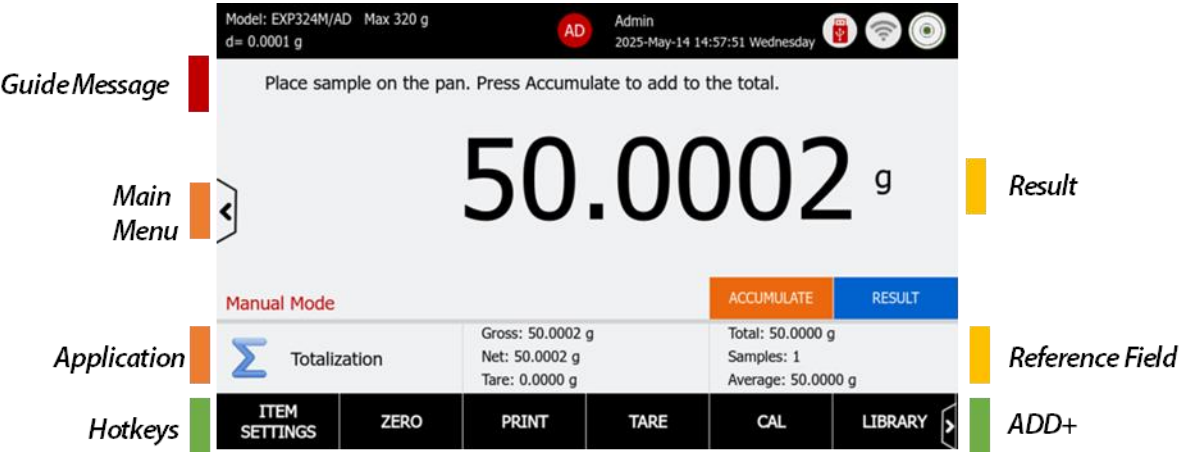 Model: EXP324M/AD Max 320 g
d= 0.0001 g
AD
Admin
2025-May-14 14:57:51 Wednesday
Guide Message
Place sample on the pan. Press Accumulate to add to the total.
50.0002 g
Main
Menu
Result
Manual Mode
ACCUMULATE
RESULT
Application
Totalization
Gross: 50.0002 g
Net: 50.0002 g
Tare: 0.0000 g
Total: 50.0000 g
Samples: 1
Average: 50.0000 g
Reference Field
Hotkeys
ITEM
SETTINGS
ZERO
PRINT
TARE
CAL
LIBRARY
ADD+